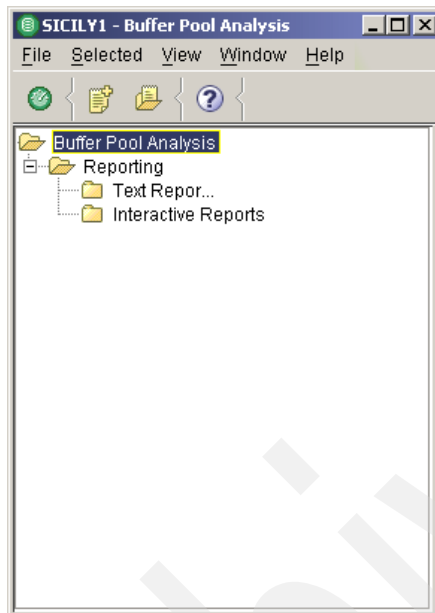 SICILY1 - Buffer Pool Analysis
File Selected View Window Help
Buffer Pool Analysis
Reporting
Text Repor...
Interactive Reports